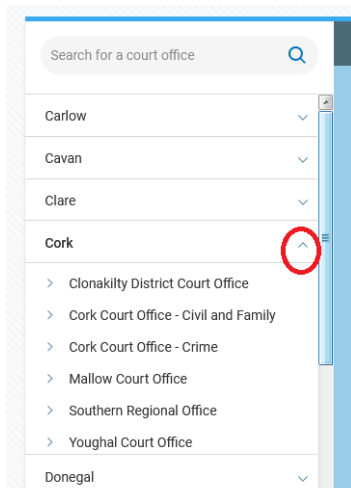 Search for a court office
Carlow
Cavan
Clare
Cork
Clonakilty District Court Office
Cork Court Office - Civil and Family
Cork Court Office - Crime
Mallow Court Office
Southern Regional Office
Youghal Court Office
Donegal